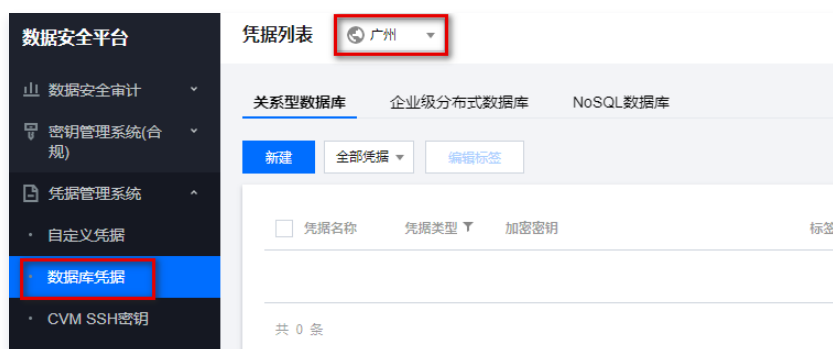 数据安全平台
凭据列表 广州
数据安全审计
关系型数据库 企业级分布式数据库 NoSQL数据库
密钥管理系统(合
规)
新建 全部凭据 编辑标签
凭据管理系统
凭据名称 凭据类型 加密密钥 标签
自定义凭据
数据库凭据
CVM SSH密钥
共 0 条